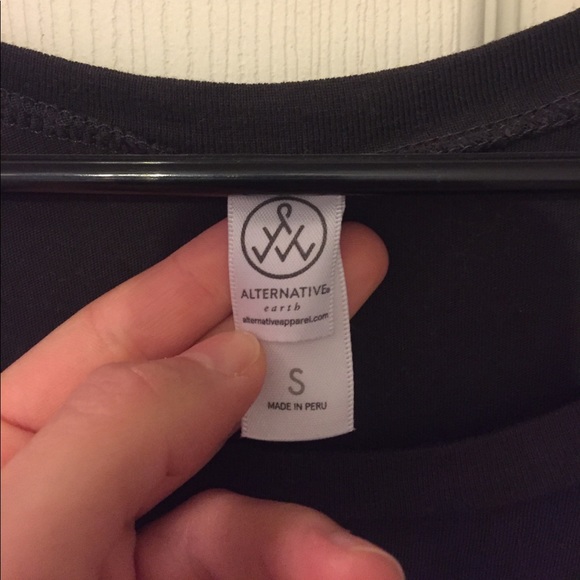 ALTERNATIVE®
earth
alternativeapparel.com
S
MADE IN PERU